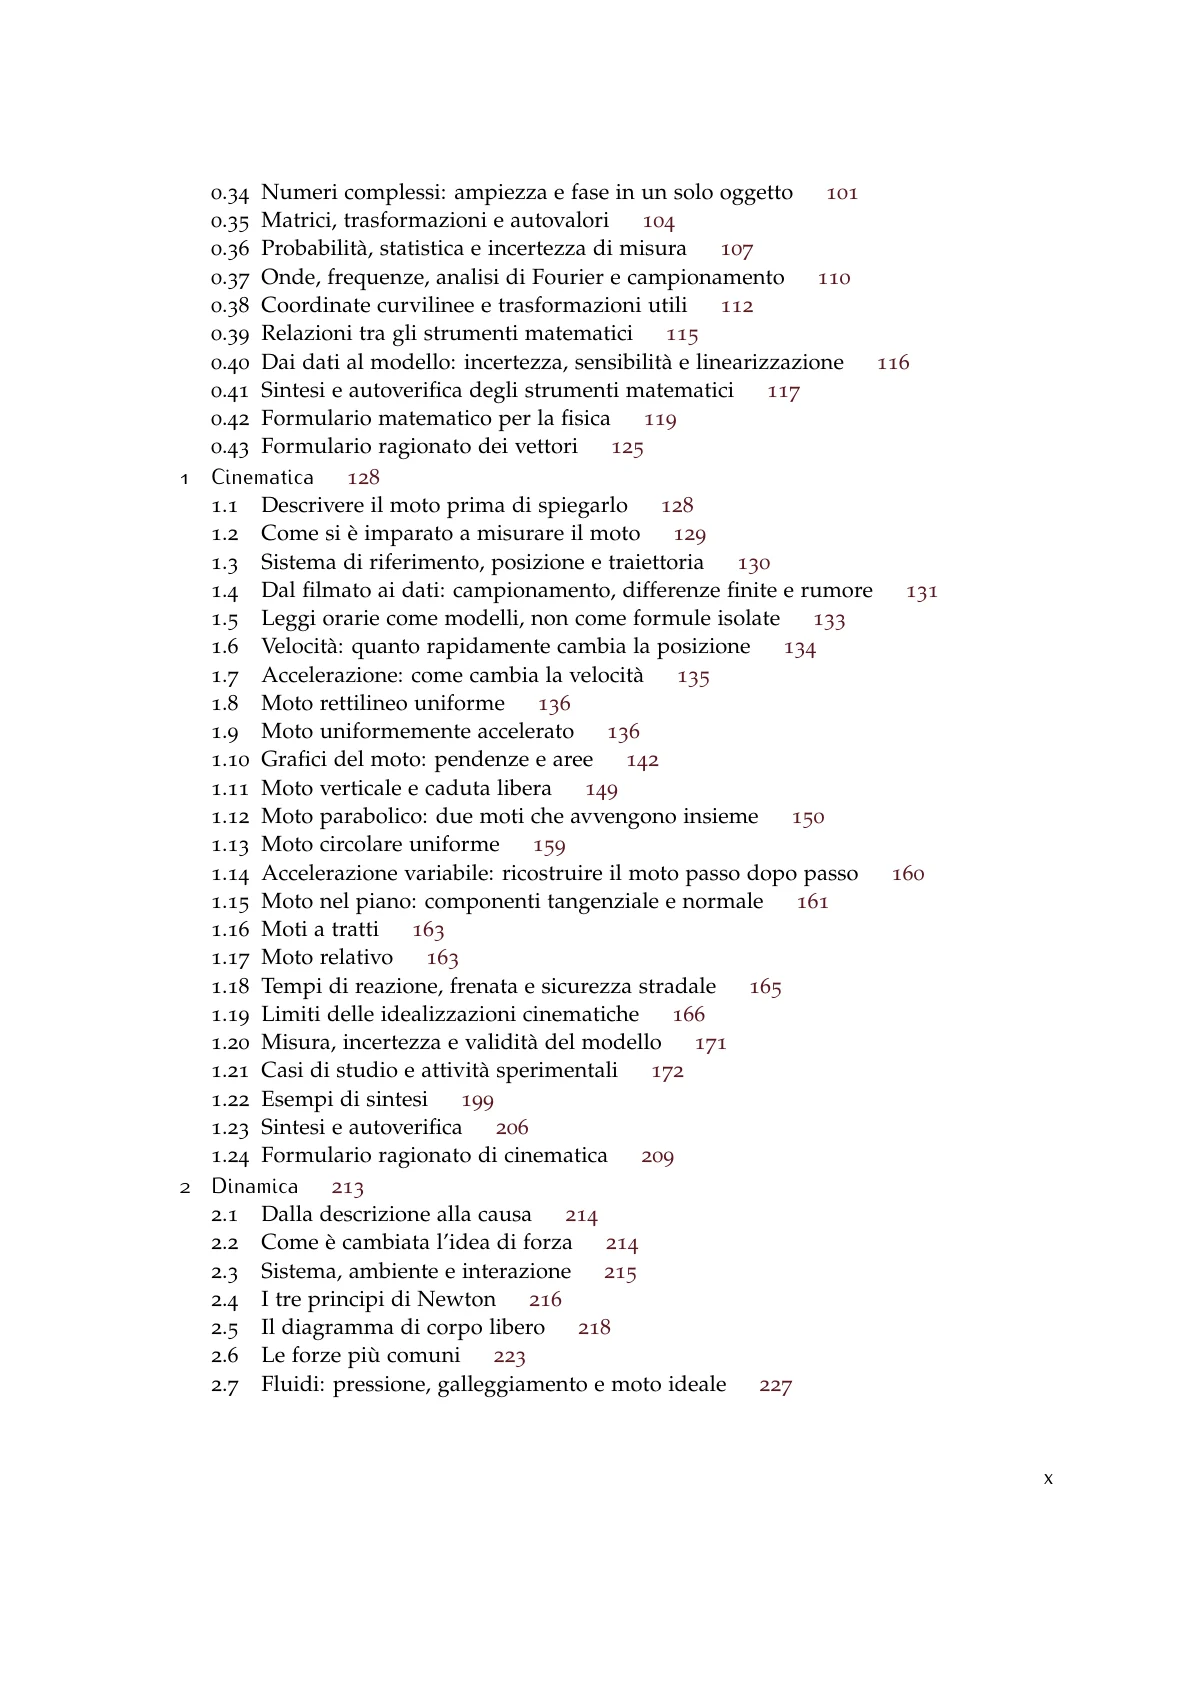 0.34 Numeri complessi: ampiezza e fase in un solo oggetto 101
0.35 Matrici, trasformazioni e autovalori 104
0.36 Probabilità, statistica e incertezza di misura 107
0.37 Onde, frequenze, analisi di Fourier e campionamento 110
0.38 Coordinate curvilinee e trasformazioni utili 112
0.39 Relazioni tra gli strumenti matematici 115
0.40 Dai dati al modello: incertezza, sensibilità e linearizzazione 116
0.41 Sintesi e autoverifica degli strumenti matematici 117
0.42 Formulario matematico per la fisica 119
0.43 Formulario ragionato dei vettori 125
1 Cinematica 128
1.1 Descrivere il moto prima di spiegarlo 128
1.2 Come si è imparato a misurare il moto 129
1.3 Sistema di riferimento, posizione e traiettoria 130
1.4 Dal filmato ai dati: campionamento, differenze finite e rumore 131
1.5 Leggi orarie come modelli, non come formule isolate 133
1.6 Velocità: quanto rapidamente cambia la posizione 134
1.7 Accelerazione: come cambia la velocità 135
1.8 Moto rettilineo uniforme 136
1.9 Moto uniformemente accelerato 136
1.10 Grafici del moto: pendenze e aree 142
1.11 Moto verticale e caduta libera 149
1.12 Moto parabolico: due moti che avvengono insieme 150
1.13 Moto circolare uniforme 159
1.14 Accelerazione variabile: ricostruire il moto passo dopo passo 160
1.15 Moto nel piano: componenti tangenziale e normale 161
1.16 Moti a tratti 163
1.17 Moto relativo 163
1.18 Tempi di reazione, frenata e sicurezza stradale 165
1.19 Limiti delle idealizzazioni cinematiche 166
1.20 Misura, incertezza e validità del modello 171
1.21 Casi di studio e attività sperimentali 172
1.22 Esempi di sintesi 199
1.23 Sintesi e autoverifica 206
1.24 Formulario ragionato di cinematica 209
2 Dinamica 213
2.1 Dalla descrizione alla causa 214
2.2 Come è cambiata l'idea di forza 214
2.3 Sistema, ambiente e interazione 215
2.4 I tre principi di Newton 216
2.5 Il diagramma di corpo libero 218
2.6 Le forze più comuni 223
2.7 Fluidi: pressione, galleggiamento e moto ideale 227
x